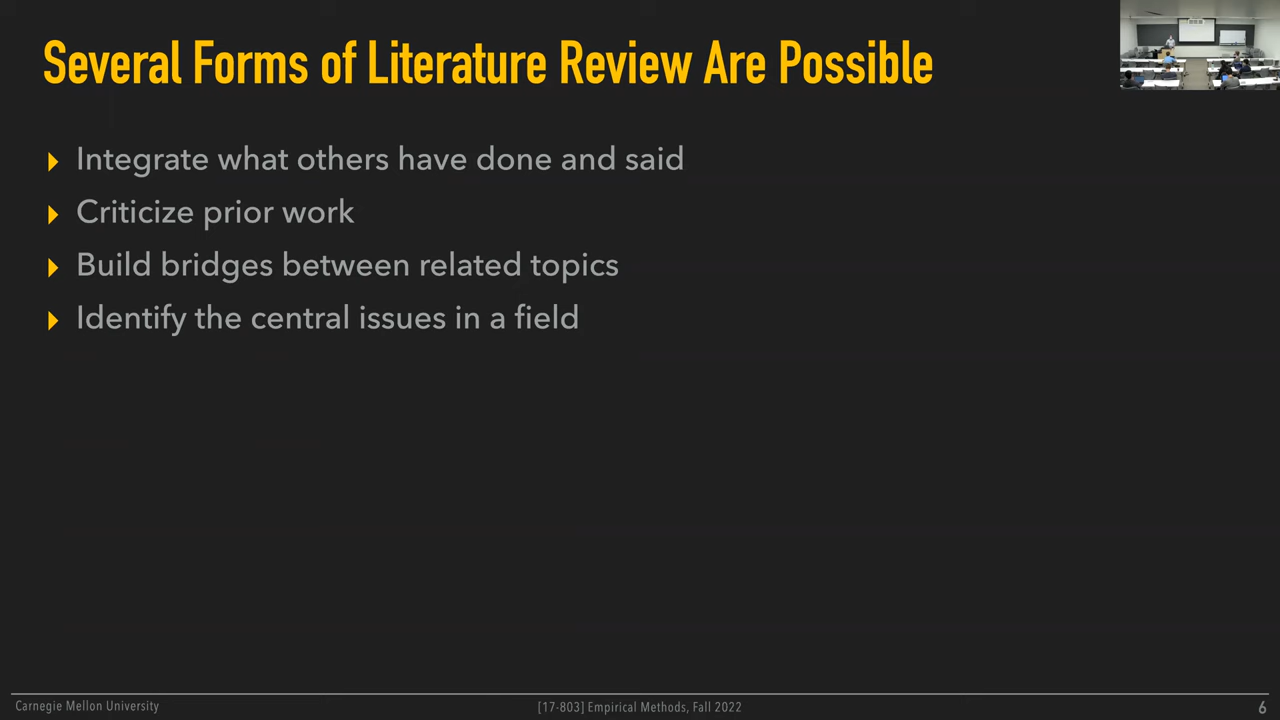 Several Forms of Literature Review Are Possible
Integrate what others have done and said
Criticize prior work
Build bridges between related topics
Identify the central issues in a field
Carnegie Mellon University
[17-803] Empirical Methods, Fall 2022
6